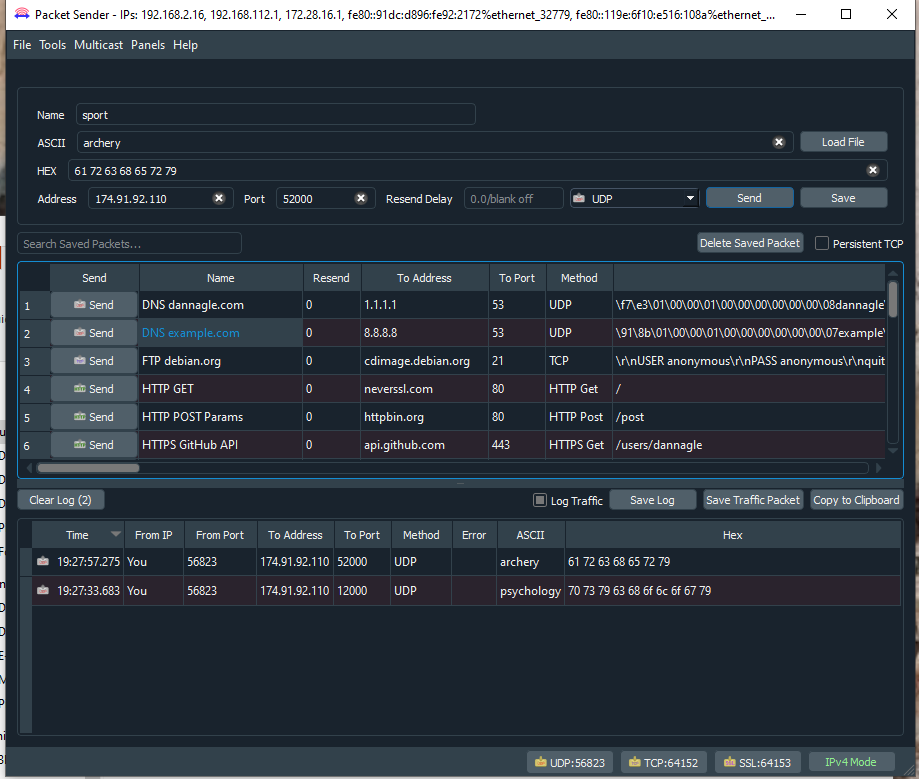 Packet Sender - IPs: 192.168.2.16, 192.168.112.1, 172.28.16.1, fe80::91dc:d896:fe92:2172%ethernet_32779, fe80::119e:6f10:e516:108a%ethernet_...
File Tools Multicast Panels Help
Name sport
ASCII archery Load File
HEX 61 72 63 68 65 72 79
Address 174.91.92.110 Port 52000 Resend Delay 0.0/blank off UDP Send Save
Search Saved Packets... Delete Saved Packet Persistent TCP
Send Name Resend To Address To Port Method
1 Send DNS dannagle.com 0 1.1.1.1 53 UDP \f7\e3\01\00\00\01\00\00\00\00\00\00\08dannagle\
2 Send DNS example.com 0 8.8.8.8 53 UDP \91\8b\01\00\00\01\00\00\00\00\00\00\07example\
3 Send FTP debian.org 0 cdimage.debian.org 21 TCP \r\nUSER anonymous\r\nPASS anonymous\r\nquit
4 Send HTTP GET 0 neverssl.com 80 HTTP Get /
5 Send HTTP POST Params 0 httpbin.org 80 HTTP Post /post
6 Send HTTPS GitHub API 0 api.github.com 443 HTTPS Get /users/dannagle
Clear Log (2) Log Traffic Save Log Save Traffic Packet Copy to Clipboard
Time From IP From Port To Address To Port Method Error ASCII Hex
19:27:57.275 You 56823 174.91.92.110 52000 UDP archery 61 72 63 68 65 72 79
19:27:33.683 You 56823 174.91.92.110 12000 UDP psychology 70 73 79 63 68 6f 6c 6f 67 79
UDP:56823 TCP:64152 SSL:64153 IPv4 Mode